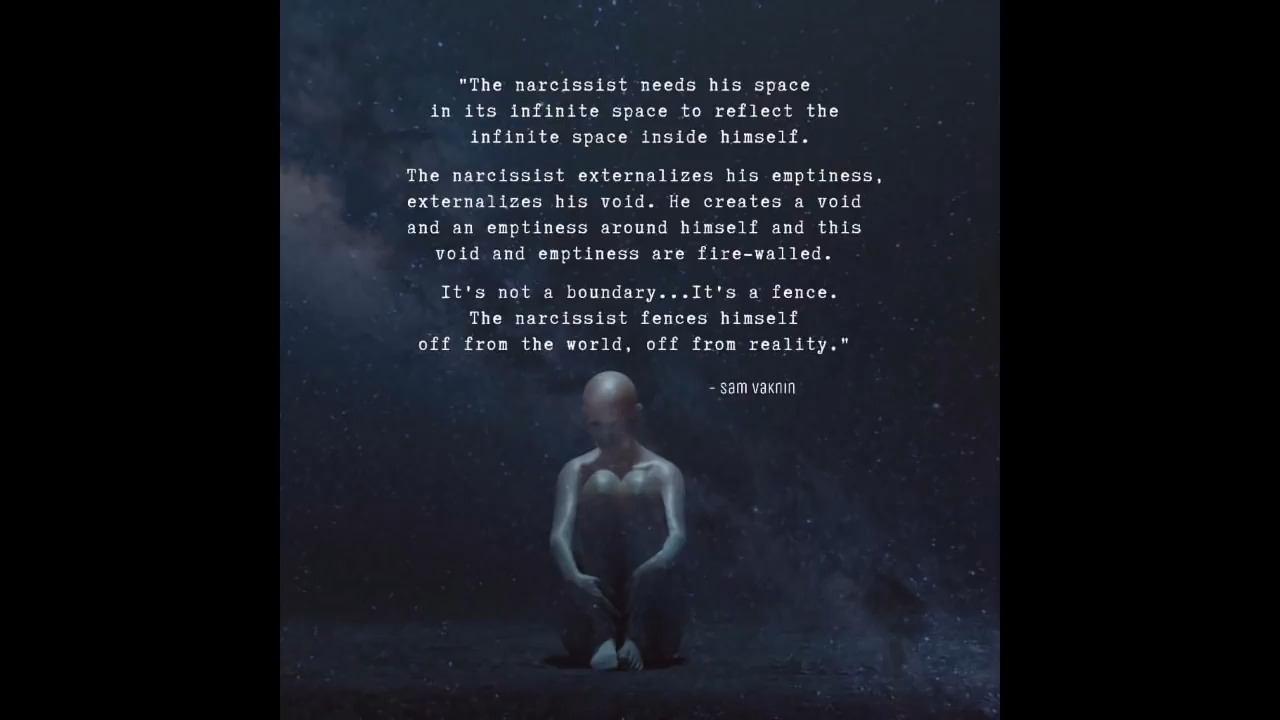 "The narcissist needs his space
in its infinite space to reflect the
infinite space inside himself.
The narcissist externalizes his emptiness,
externalizes his void. He creates a void
and an emptiness around himself and this
void and emptiness are fire-walled.
It's not a boundary...It's a fence.
The narcissist fences himself
off from the world, off from reality."
- sam vaknin